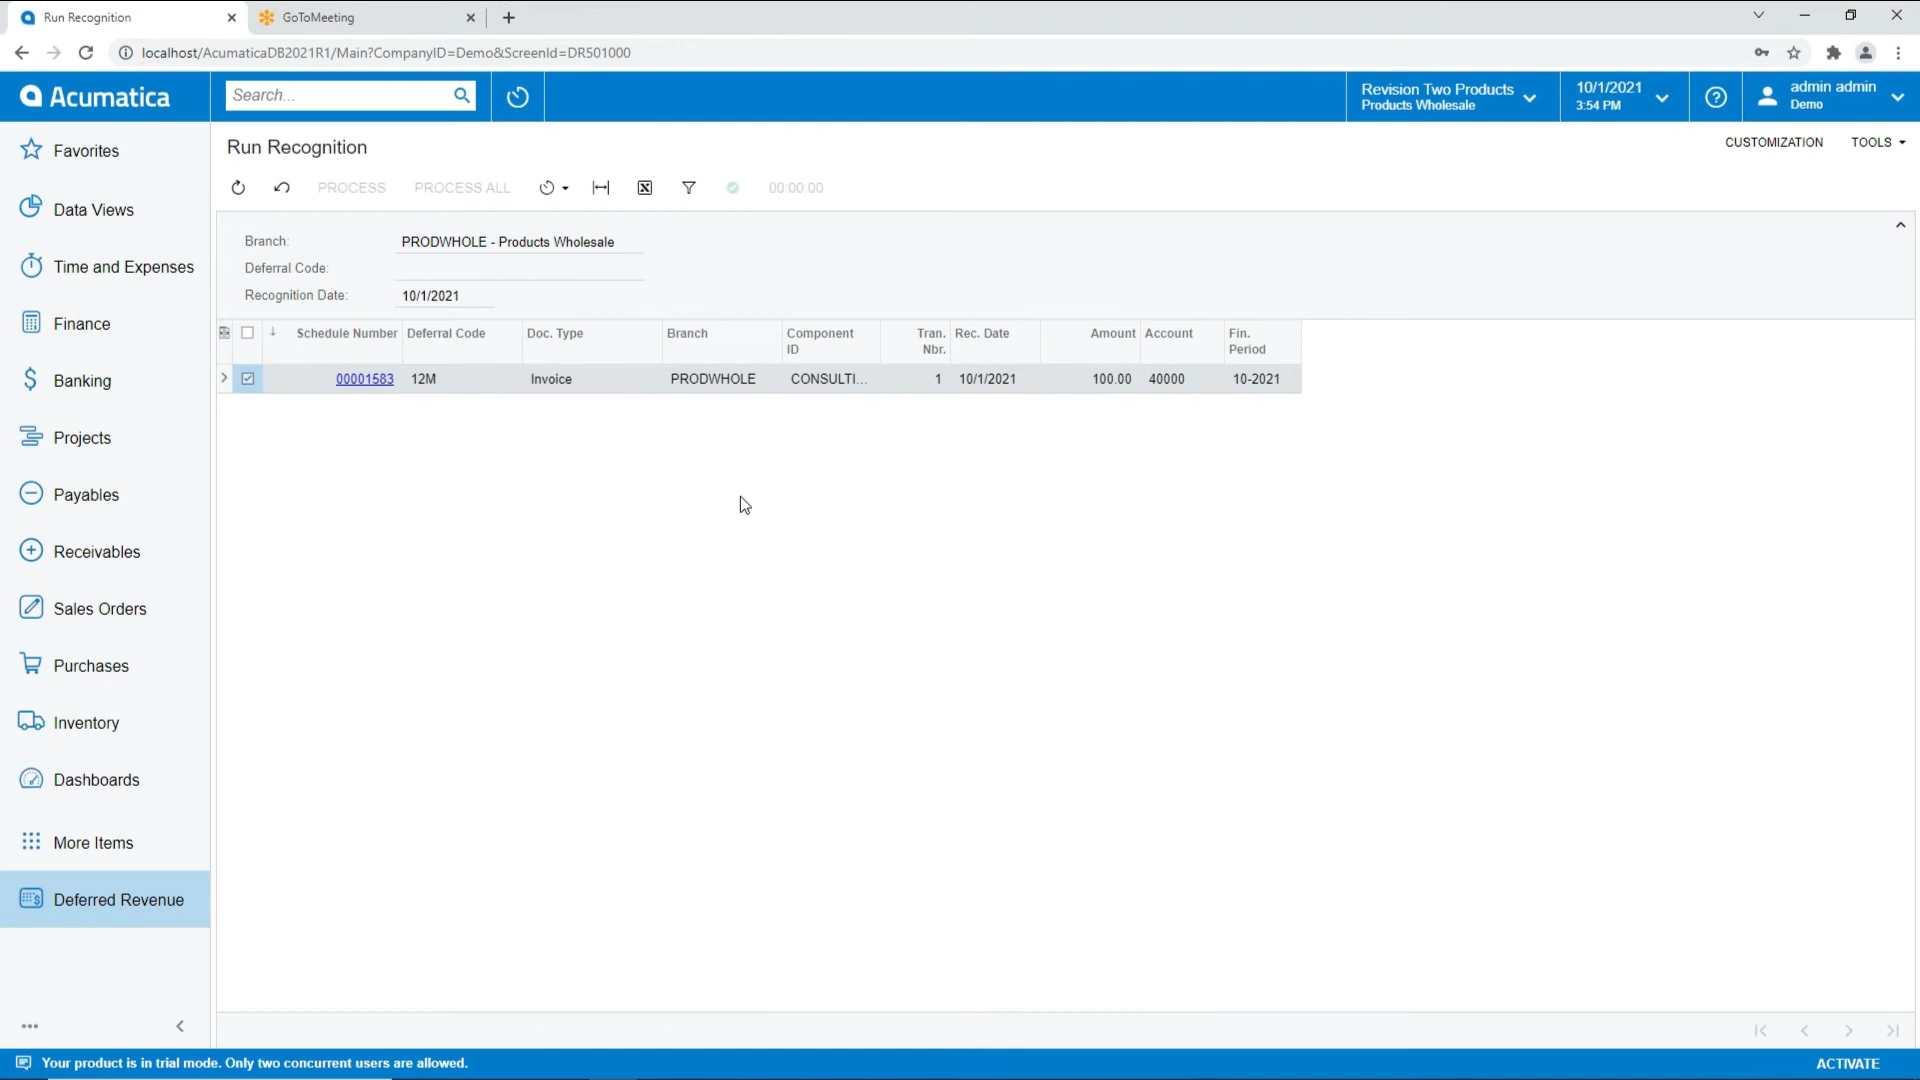 Run Recognition
GoToMeeting
localhost/AcumaticaDB2021R1/Main?CompanyID=Demo&ScreenId=DR501000
Acumatica
Search...
Revision Two Products
Products Wholesale
10/1/2021
3:54 PM
admin admin
Demo
Favorites
Data Views
Time and Expenses
Finance
Banking
Projects
Payables
Receivables
Sales Orders
Purchases
Inventory
Dashboards
More Items
Deferred Revenue
Run Recognition
CUSTOMIZATION TOOLS
PROCESS PROCESS ALL 00:00:00
Branch: PRODWHOLE - Products Wholesale
Deferral Code:
Recognition Date: 10/1/2021
Schedule Number Deferral Code Doc. Type Branch Component ID Tran. Nbr. Rec. Date Amount Account Fin. Period
00001583 12M Invoice PRODWHOLE CONSULTI... 1 10/1/2021 100.00 40000 10-2021
Your product is in trial mode. Only two concurrent users are allowed.
ACTIVATE